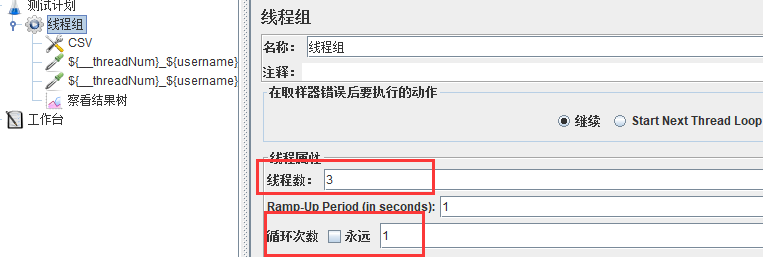 测试计划
线程组
CSV
${__threadNum}_${username}
${__threadNum}_${username}
察看结果树
工作台
线程组
名称： 线程组
注释：
在取样器错误后要执行的动作
继续 Start Next Thread Loop
线程属性
线程数： 3
Ramp-Up Period (in seconds): 1
循环次数 永远 1